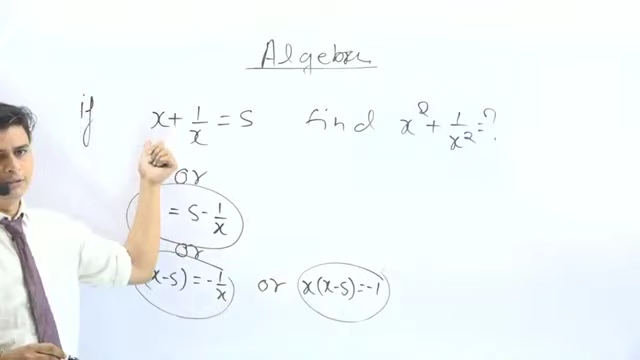 Algebra
if x + 1/x = 5 find x² + 1/x² = ?
or
= 5 - 1/x
or
(x-5) = -1/x or x(x-5) = -1